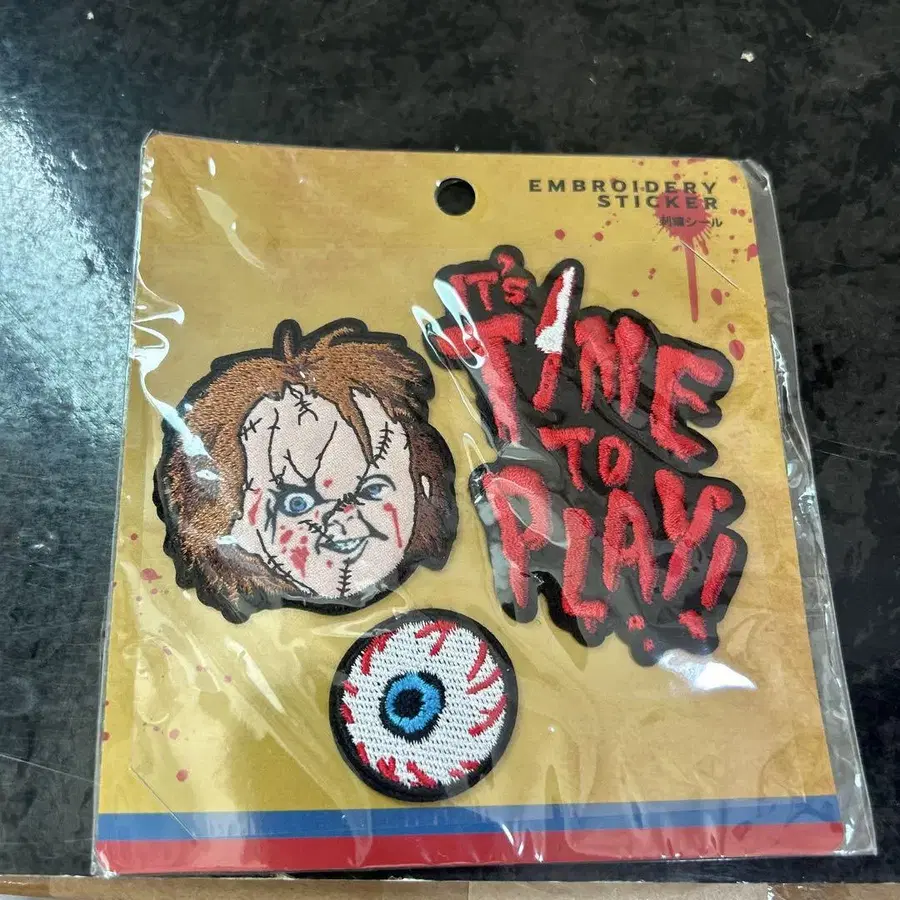 EMBROIDERY
STICKER
刺繍シール
IT'S
TIME
TO
PLAY!!